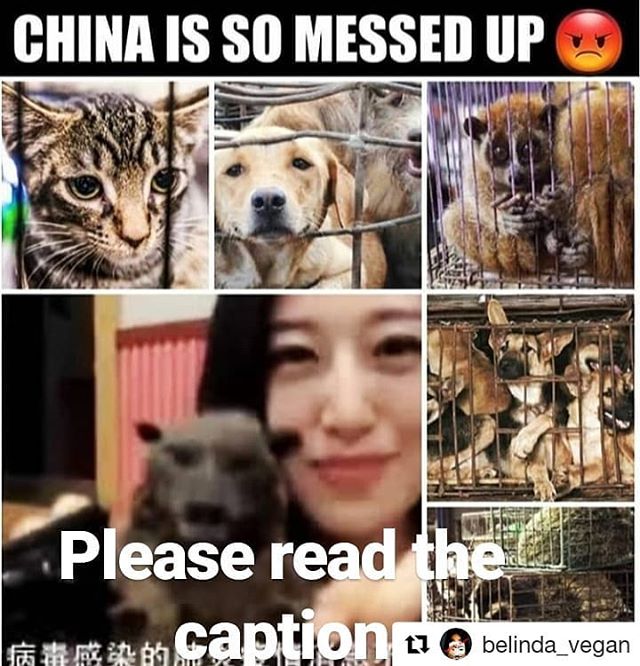 CHINA IS SO MESSED UP 😡
Please read the
caption
病毒感染的
belinda_vegan